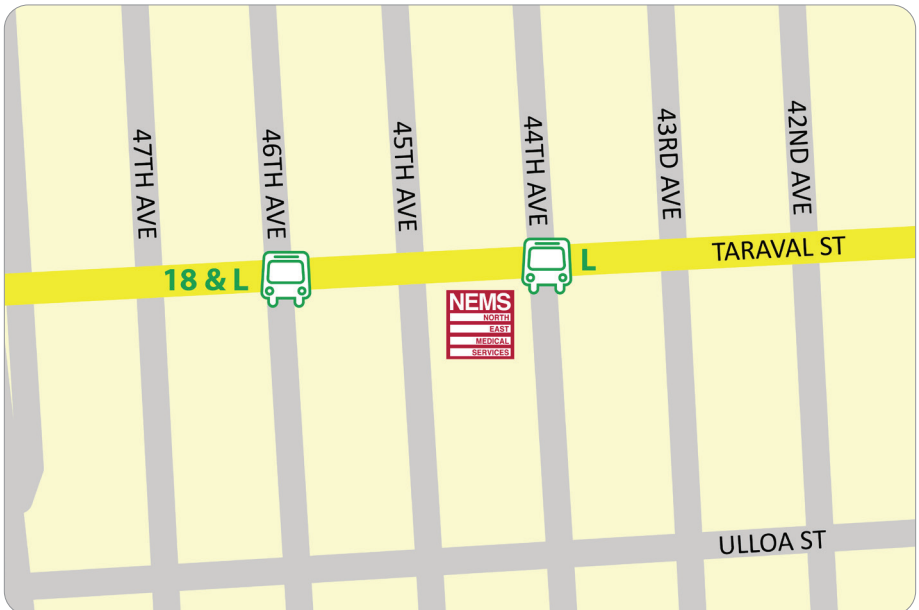 47TH AVE
46TH AVE
45TH AVE
44TH AVE
43RD AVE
42ND AVE
TARAVAL ST
18 & L
L
NEMS
NORTH
EAST
MEDICAL
SERVICES
ULLOA ST